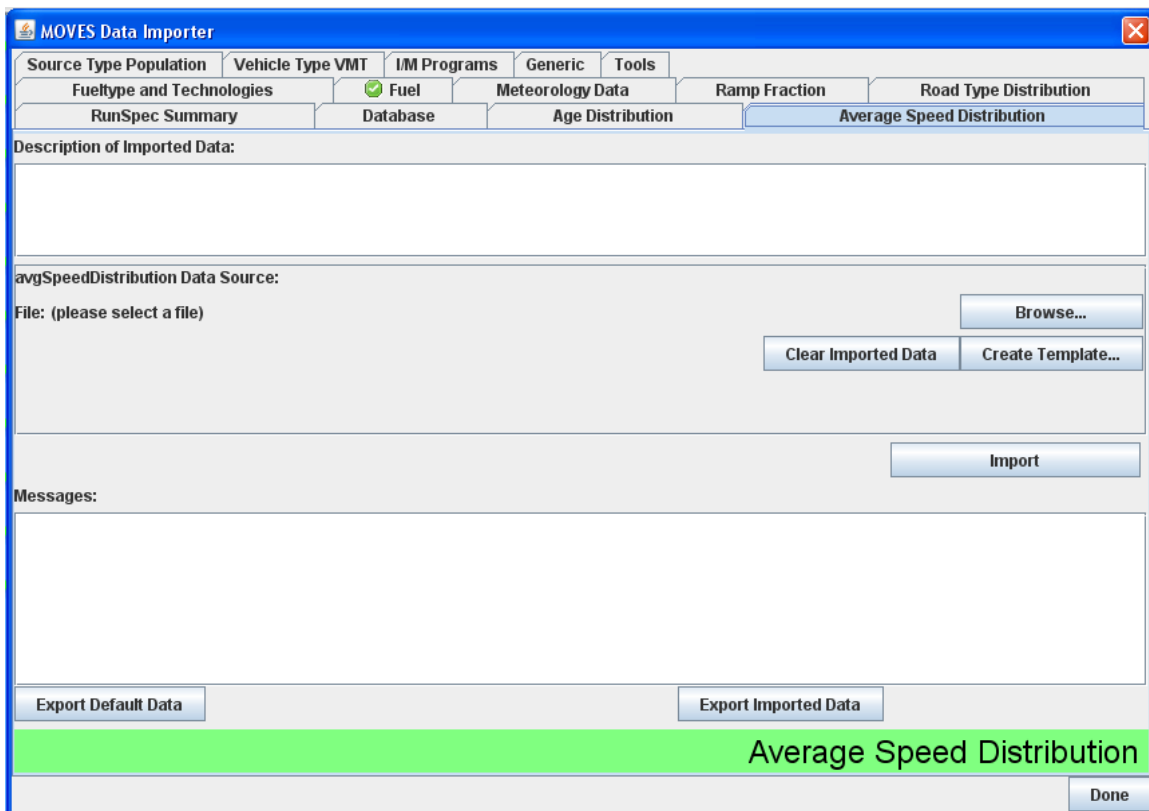 MOVES Data Importer
Source Type Population Vehicle Type VMT I/M Programs Generic Tools
Fueltype and Technologies Fuel Meteorology Data Ramp Fraction Road Type Distribution
RunSpec Summary Database Age Distribution Average Speed Distribution
Description of Imported Data:
avgSpeedDistribution Data Source:
File: (please select a file) Browse...
Clear Imported Data Create Template...
Import
Messages:
Export Default Data Export Imported Data
Average Speed Distribution
Done